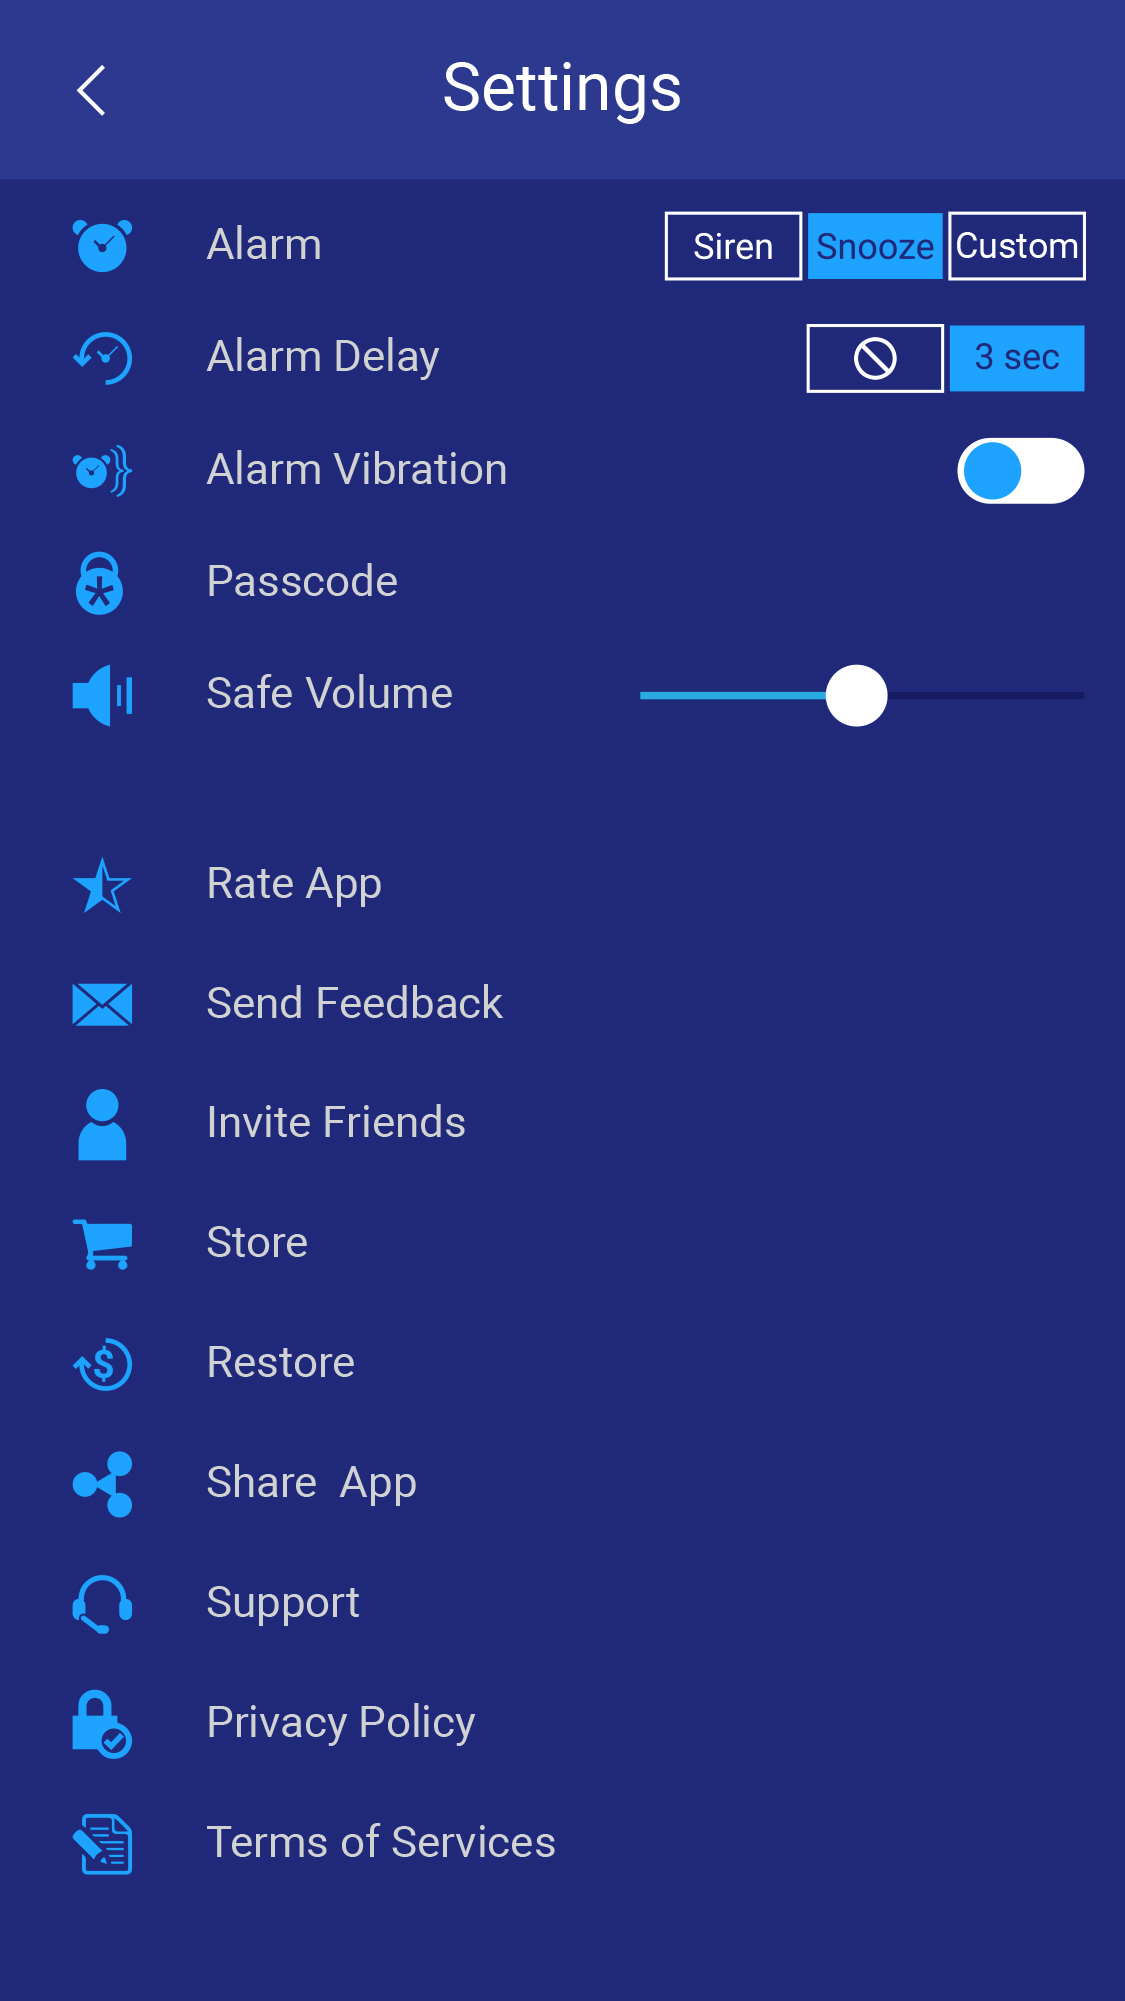 Settings
Alarm Siren Snooze Custom
Alarm Delay 3 sec
Alarm Vibration
Passcode
Safe Volume
Rate App
Send Feedback
Invite Friends
Store
Restore
Share App
Support
Privacy Policy
Terms of Services